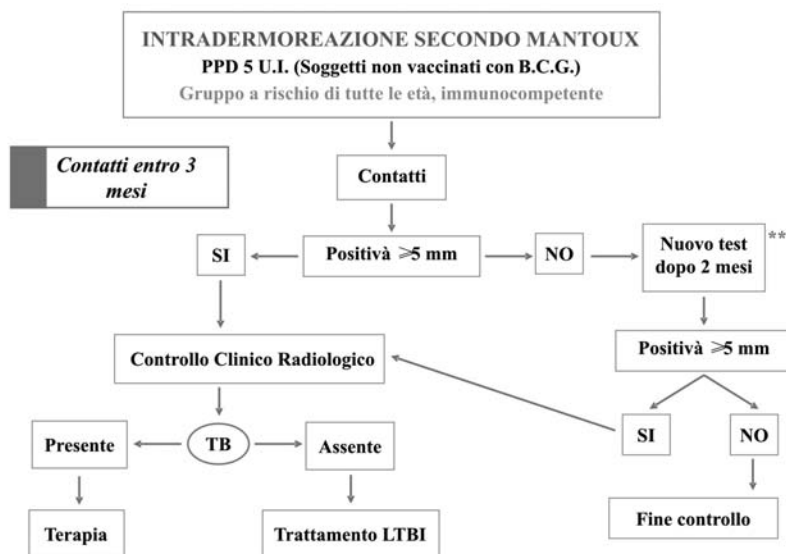 INTRADERMOREAZIONE SECONDO MANTOUX
PPD 5 U.I. (Soggetti non vaccinati con B.C.G.)
Gruppo a rischio di tutte le età, immunocompetente
Contatti entro 3
mesi
Contatti
SI
Positivà ⩾5 mm
NO
Nuovo test **
dopo 2 mesi
Controllo Clinico Radiologico
Positivà ⩾5 mm
Presente
TB
Assente
SI
NO
Terapia
Trattamento LTBI
Fine controllo